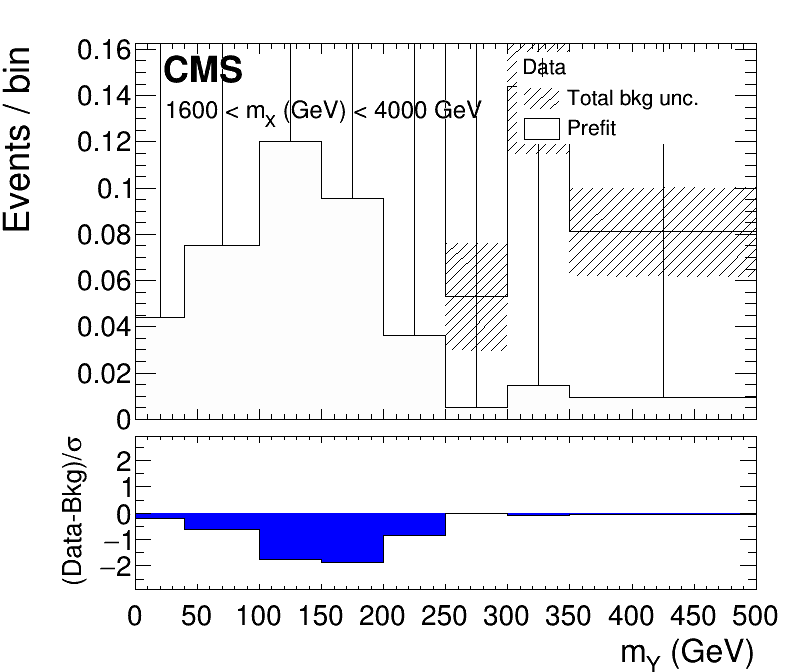 CMS
1600 < mX (GeV) < 4000 GeV
Data
Total bkg unc.
Prefit
Events / bin
0.16
0.14
0.12
0.1
0.08
0.06
0.04
0.02
0
(Data-Bkg)/σ
2
1
0
−1
−2
0 50 100 150 200 250 300 350 400 450 500
mY (GeV)